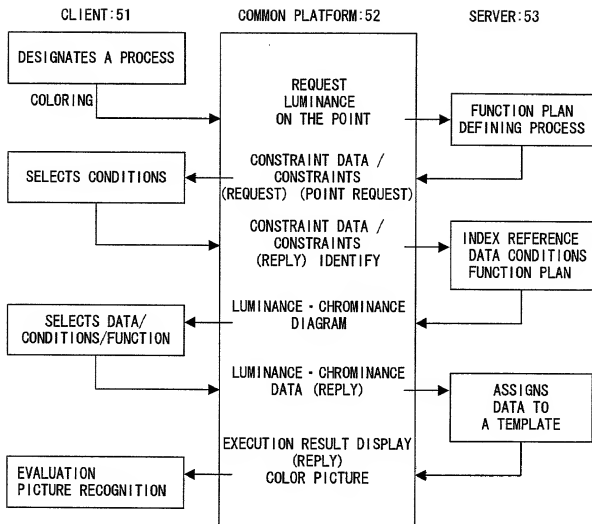 CLIENT:51
COMMON PLATFORM:52
SERVER:53
DESIGNATES A PROCESS
COLORING
REQUEST
LUMINANCE
ON THE POINT
FUNCTION PLAN
DEFINING PROCESS
CONSTRAINT DATA /
CONSTRAINTS
(REQUEST) (POINT REQUEST)
SELECTS CONDITIONS
CONSTRAINT DATA /
CONSTRAINTS
(REPLY) IDENTIFY
INDEX REFERENCE
DATA CONDITIONS
FUNCTION PLAN
LUMINANCE・CHROMINANCE
DIAGRAM
SELECTS DATA/
CONDITIONS/FUNCTION
LUMINANCE・CHROMINANCE
DATA (REPLY)
ASSIGNS
DATA TO
A TEMPLATE
EXECUTION RESULT DISPLAY
(REPLY)
COLOR PICTURE
EVALUATION
PICTURE RECOGNITION